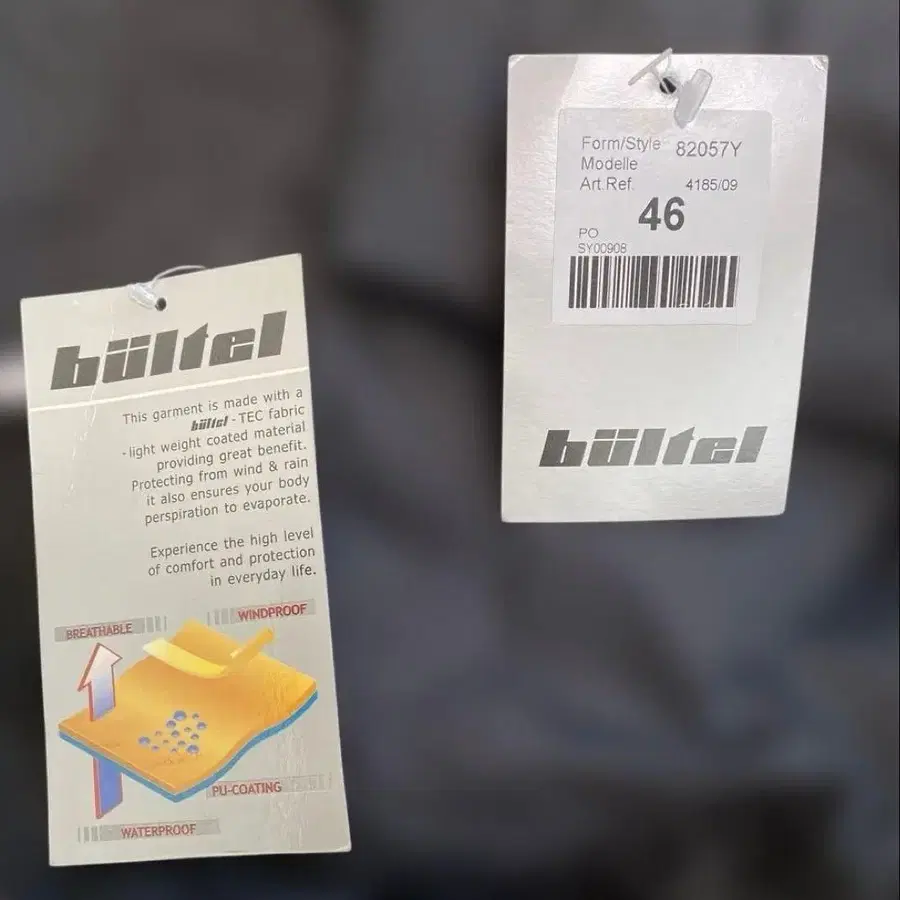 bültel
This garment is made with a
bültel - TEC fabric
- light weight coated material
providing great benefit.
Protecting from wind & rain
it also ensures your body
perspiration to evaporate.
Experience the high level
of comfort and protection
in everyday life.
BREATHABLE
WINDPROOF
PU-COATING
WATERPROOF
Form/Style 82057Y
Modelle
Art.Ref. 4185/09
46
PO
SY00908
bültel